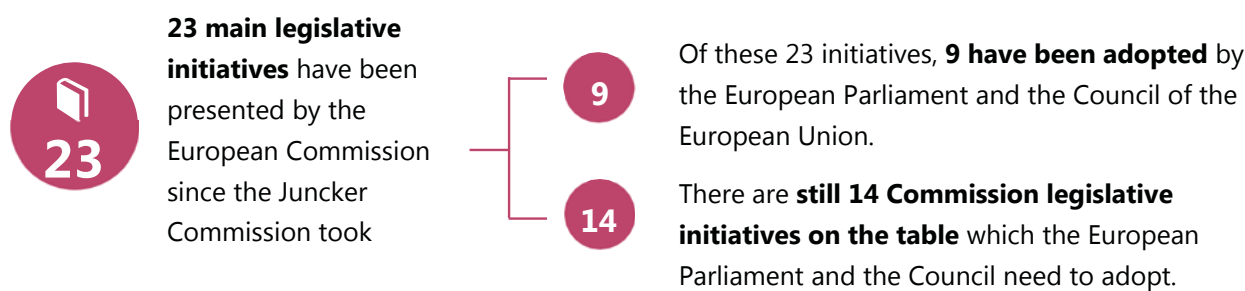 23
23 main legislative
initiatives have been
presented by the
European Commission
since the Juncker
Commission took
9
Of these 23 initiatives, 9 have been adopted by
the European Parliament and the Council of the
European Union.
14
There are still 14 Commission legislative
initiatives on the table which the European
Parliament and the Council need to adopt.